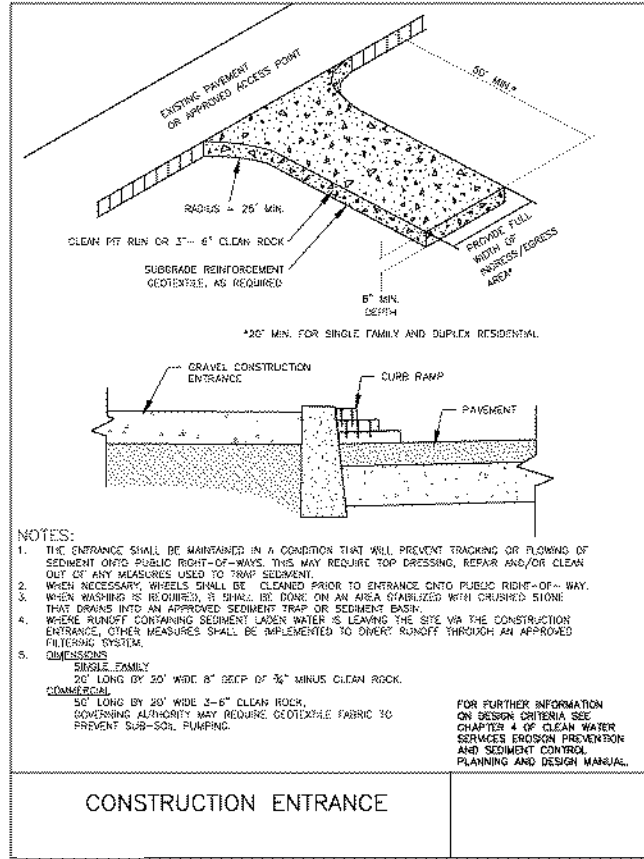 EXISTING PAVEMENT
OR APPROVED ACCESS POINT
50' MIN.*
RADIUS = 25' MIN.
CLEAN PIT RUN OR 3"- 6" CLEAN ROCK
SUBGRADE REINFORCEMENT
GEOTEXTILE, AS REQUIRED
PROVIDE FULL
WIDTH OF
INGRESS/EGRESS
AREA*
MIN.
DEPTH
*20' MIN. FOR SINGLE FAMILY AND DUPLEX RESIDENTIAL
GRAVEL CONSTRUCTION
ENTRANCE
CURB RAMP
PAVEMENT
NOTES:
1. THE ENTRANCE SHALL BE MAINTAINED IN A CONDITION THAT WILL PREVENT TRACKING OR FLOWING OF
SEDIMENT ONTO PUBLIC RIGHT-OF-WAYS. THIS MAY REQUIRE TOP DRESSING, REPAIR AND/OR CLEAN
OUT OF ANY MEASURES USED TO TRAP SEDIMENT.
2. WHEN NECESSARY, WHEELS SHALL BE CLEANED PRIOR TO ENTRANCE ONTO PUBLIC RIGHT-OF- WAY.
3. WHEN WASHING IS REQUIRED, IT SHALL BE DONE ON AN AREA STABILIZED WITH CRUSHED STONE
THAT DRAINS INTO AN APPROVED SEDIMENT TRAP OR SEDIMENT BASIN.
4. WHERE RUNOFF CONTAINING SEDIMENT LADEN WATER IS LEAVING THE SITE VIA THE CONSTRUCTION
ENTRANCE, OTHER MEASURES SHALL BE IMPLEMENTED TO DIVERT RUNOFF THROUGH AN APPROVED
FILTERING SYSTEM.
5. DIMENSIONS
SINGLE FAMILY
20' LONG BY 20' WIDE 8" DEEP OF ¾" MINUS CLEAN ROCK.
COMMERCIAL
50' LONG BY 20' WIDE 3-6" CLEAN ROCK,
GOVERNING AUTHORITY MAY REQUIRE GEOTEXTILE FABRIC TO
PREVENT SUB-SOIL PUMPING.
FOR FURTHER INFORMATION
ON DESIGN CRITERIA SEE
CHAPTER 4 OF CLEAN WATER
SERVICES EROSION PREVENTION
AND SEDIMENT CONTROL
PLANNING AND DESIGN MANUAL.
CONSTRUCTION ENTRANCE